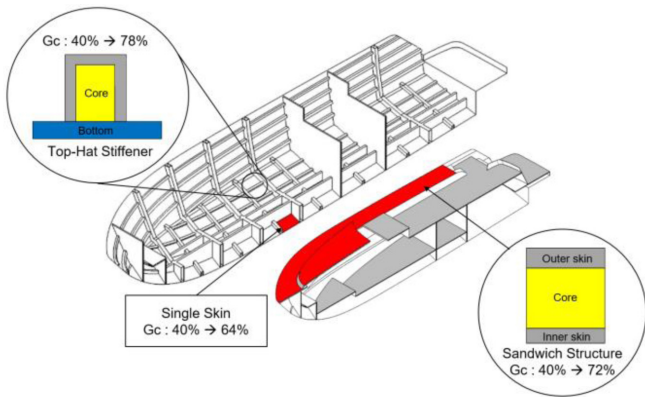 Gc : 40% → 78%
Core
Bottom
Top-Hat Stiffener
Single Skin
Gc : 40% → 64%
Outer skin
Core
Inner skin
Sandwich Structure
Gc : 40% → 72%